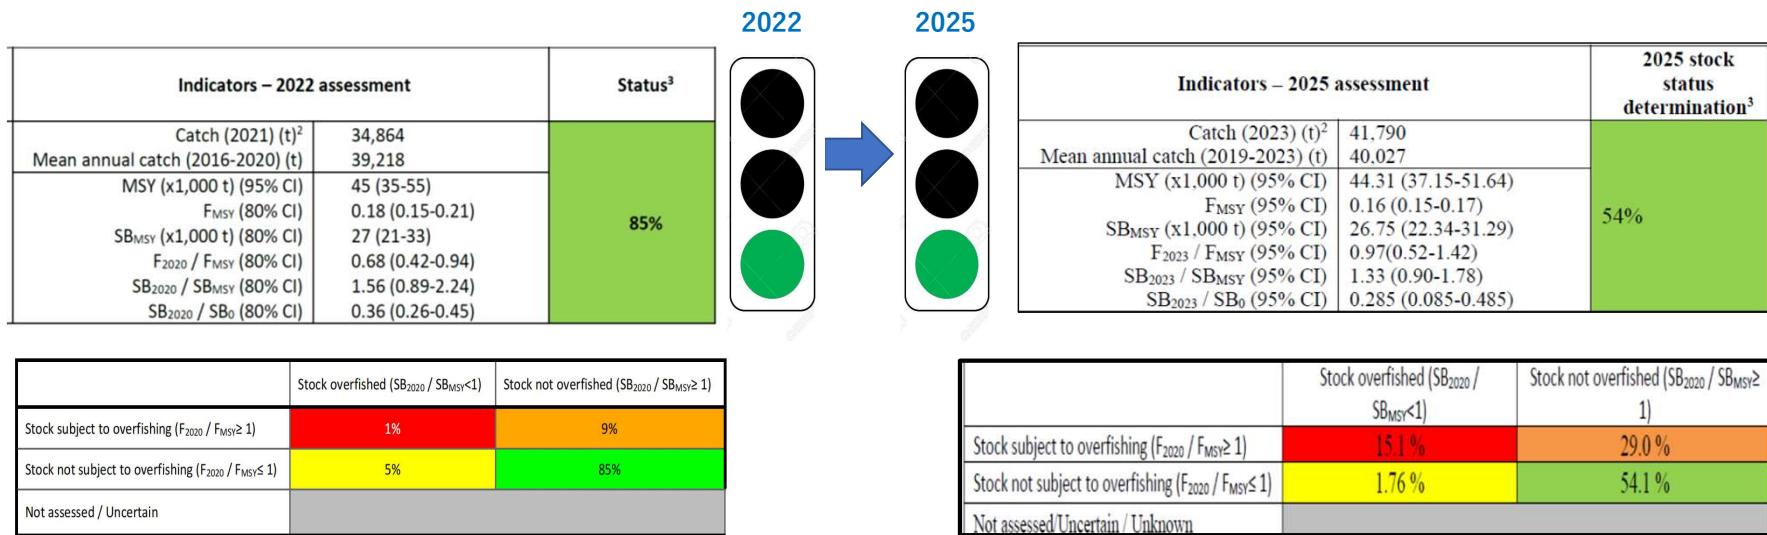 2022
2025
Indicators – 2022 assessment Status³
Catch (2021) (t)² 34,864
Mean annual catch (2016-2020) (t) 39,218
MSY (x1,000 t) (95% CI) 45 (35-55)
FMSY (80% CI) 0.18 (0.15-0.21)
SBMSY (x1,000 t) (80% CI) 27 (21-33)
F2020 / FMSY (80% CI) 0.68 (0.42-0.94)
SB2020 / SBMSY (80% CI) 1.56 (0.89-2.24)
SB2020 / SB0 (80% CI) 0.36 (0.26-0.45)
85%
Indicators – 2025 assessment
2025 stock
status
determination³
Catch (2023) (t)² 41,790
Mean annual catch (2019-2023) (t) 40,027
MSY (x1,000 t) (95% CI) 44.31 (37.15-51.64)
FMSY (95% CI) 0.16 (0.15-0.17)
SBMSY (x1,000 t) (95% CI) 26.75 (22.34-31.29)
F2023 / FMSY (95% CI) 0.97(0.52-1.42)
SB2023 / SBMSY (95% CI) 1.33 (0.90-1.78)
SB2023 / SB0 (95% CI) 0.285 (0.085-0.485)
54%
Stock overfished (SB2020 / SBMSY<1) Stock not overfished (SB2020 / SBMSY≥ 1)
Stock subject to overfishing (F2020 / FMSY≥ 1) 1% 9%
Stock not subject to overfishing (F2020 / FMSY≤ 1) 5% 85%
Not assessed / Uncertain
Stock overfished (SB2020 /
SBMSY<1)
Stock not overfished (SB2020 / SBMSY≥
1)
Stock subject to overfishing (F2020 / FMSY≥ 1) 15.1 % 29.0 %
Stock not subject to overfishing (F2020 / FMSY≤ 1) 1.76 % 54.1 %
Not assessed/Uncertain / Unknown